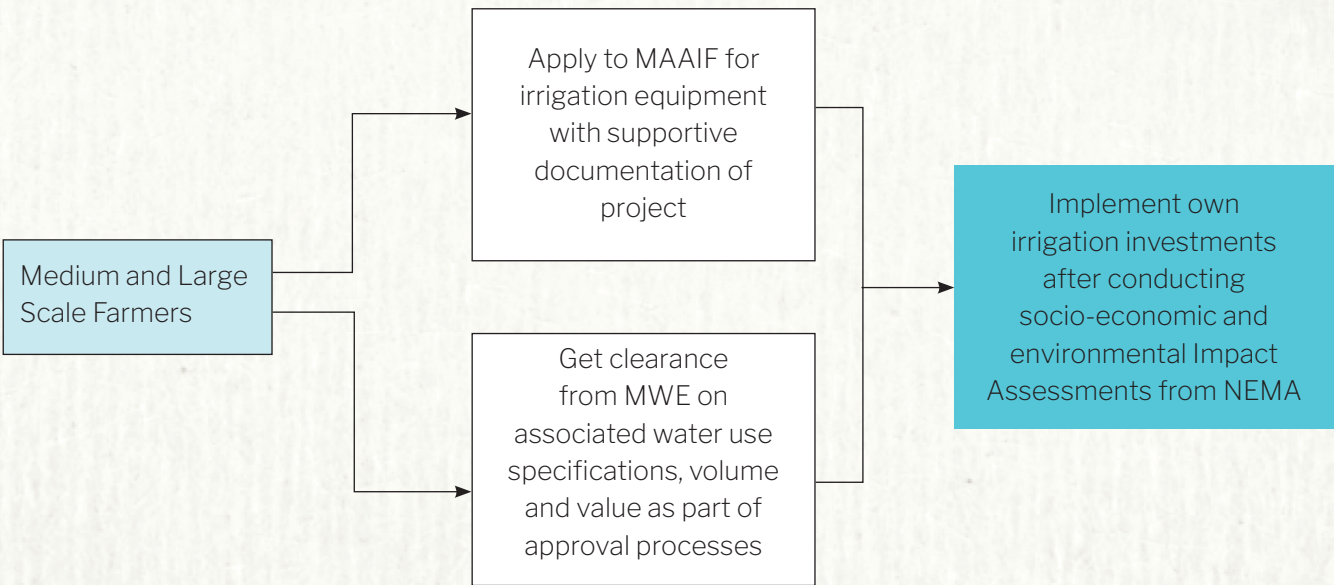 Medium and Large
Scale Farmers
Apply to MAAIF for
irrigation equipment
with supportive
documentation of
project
Get clearance
from MWE on
associated water use
specifications, volume
and value as part of
approval processes
Implement own
irrigation investments
after conducting
socio-economic and
environmental Impact
Assessments from NEMA